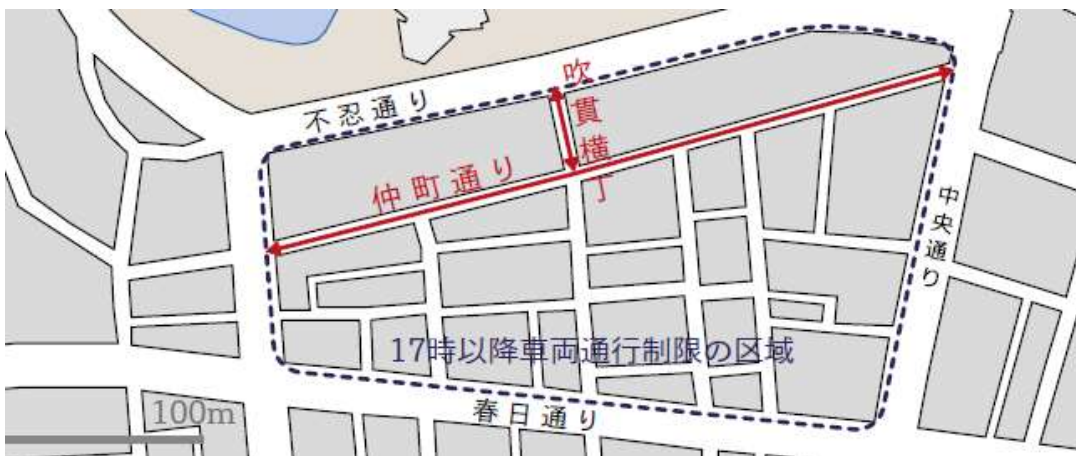 不忍通り
吹貫横丁
仲町通り
中央通り
17時以降車両通行制限の区域
春日通り
100m